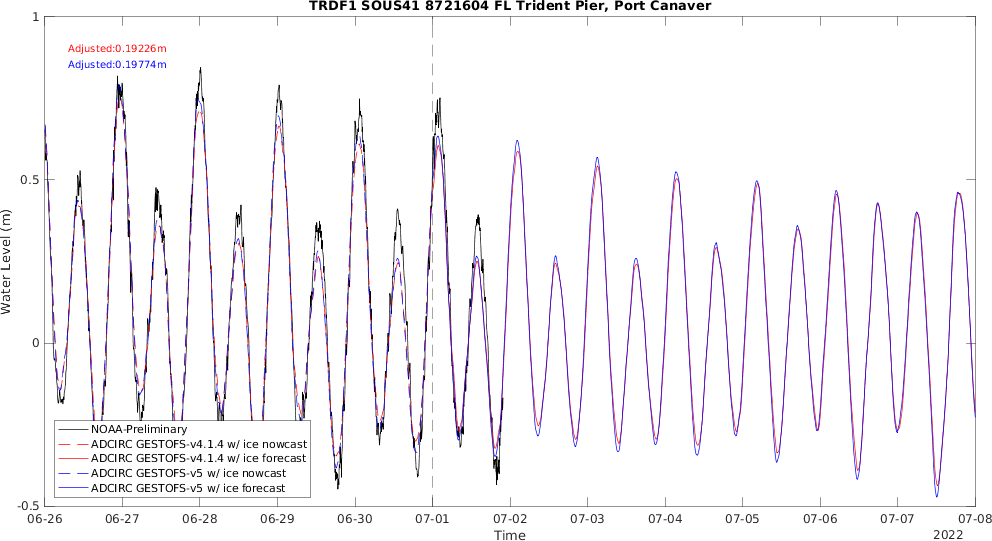 TRDF1 SOUS41 8721604 FL Trident Pier, Port Canaver
Adjusted:0.19226m
Adjusted:0.19774m
1
0.5
0
-0.5
Water Level (m)
NOAA-Preliminary
ADCIRC GESTOFS-v4.1.4 w/ ice nowcast
ADCIRC GESTOFS-v4.1.4 w/ ice forecast
ADCIRC GESTOFS-v5 w/ ice nowcast
ADCIRC GESTOFS-v5 w/ ice forecast
06-26 06-27 06-28 06-29 06-30 07-01 07-02 07-03 07-04 07-05 07-06 07-07 07-08
Time
2022